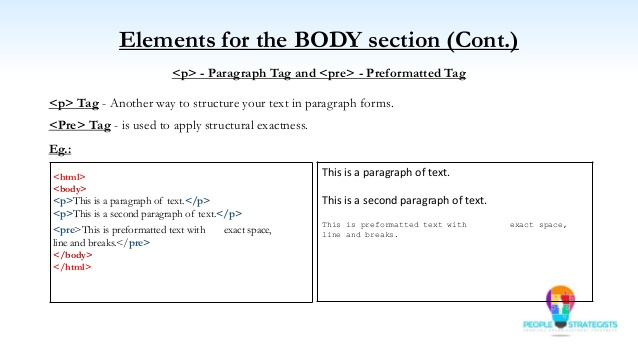 Elements for the BODY section (Cont.)
<p> - Paragraph Tag and <pre> - Preformatted Tag
<p> Tag - Another way to structure your text in paragraph forms.
<Pre> Tag - is used to apply structural exactness.
Eg.:
<html>
<body>
<p>This is a paragraph of text.</p>
<p>This is a second paragraph of text.</p>
<pre>This is preformatted text with      exact space,
line and breaks.</pre>
</body>
</html>
This is a paragraph of text.
This is a second paragraph of text.
This is preformatted text with      exact space,
line and breaks.
PEOPLE STRATEGISTS